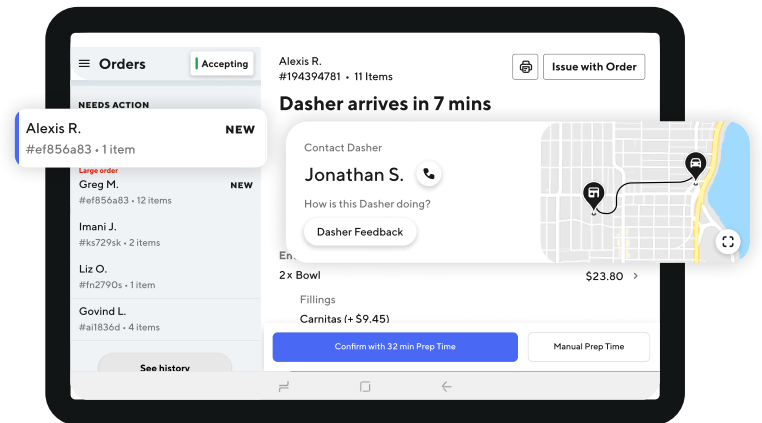 Orders
Accepting
NEEDS ACTION
Alexis R.
NEW
#ef856a83 • 1 item
Large order
Greg M.
NEW
#ef856a83 • 12 items
Imani J.
#ks729sk • 2 items
Liz O.
#fn2790s • 1 item
Govind L.
#ai1836d • 4 items
See history
Alexis R.
#194394781 • 11 Items
Issue with Order
Dasher arrives in 7 mins
Contact Dasher
Jonathan S.
How is this Dasher doing?
Dasher Feedback
2 x Bowl
$23.80
Fillings
Carnitas (+ $9.45)
Confirm with 32 min Prep Time
Manual Prep Time